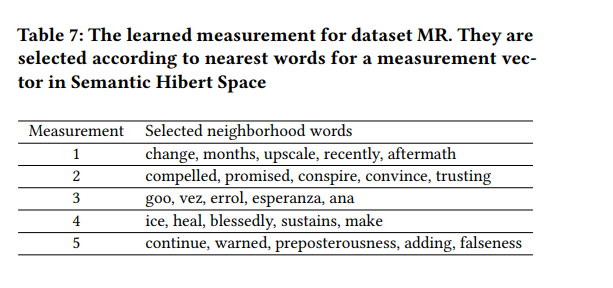 Table 7: The learned measurement for dataset MR. They are
selected according to nearest words for a measurement vec-
tor in Semantic Hibert Space
Measurement Selected neighborhood words
1 change, months, upscale, recently, aftermath
2 compelled, promised, conspire, convince, trusting
3 goo, vez, errol, esperanza, ana
4 ice, heal, blessedly, sustains, make
5 continue, warned, preposterousness, adding, falseness